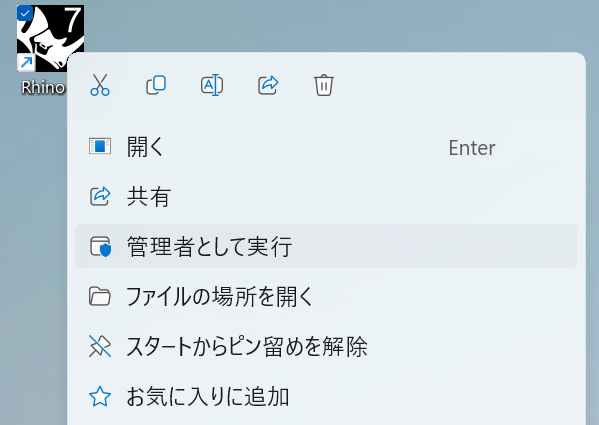 7
Rhino
開く Enter
共有
管理者として実行
ファイルの場所を開く
スタートからピン留めを解除
お気に入りに追加